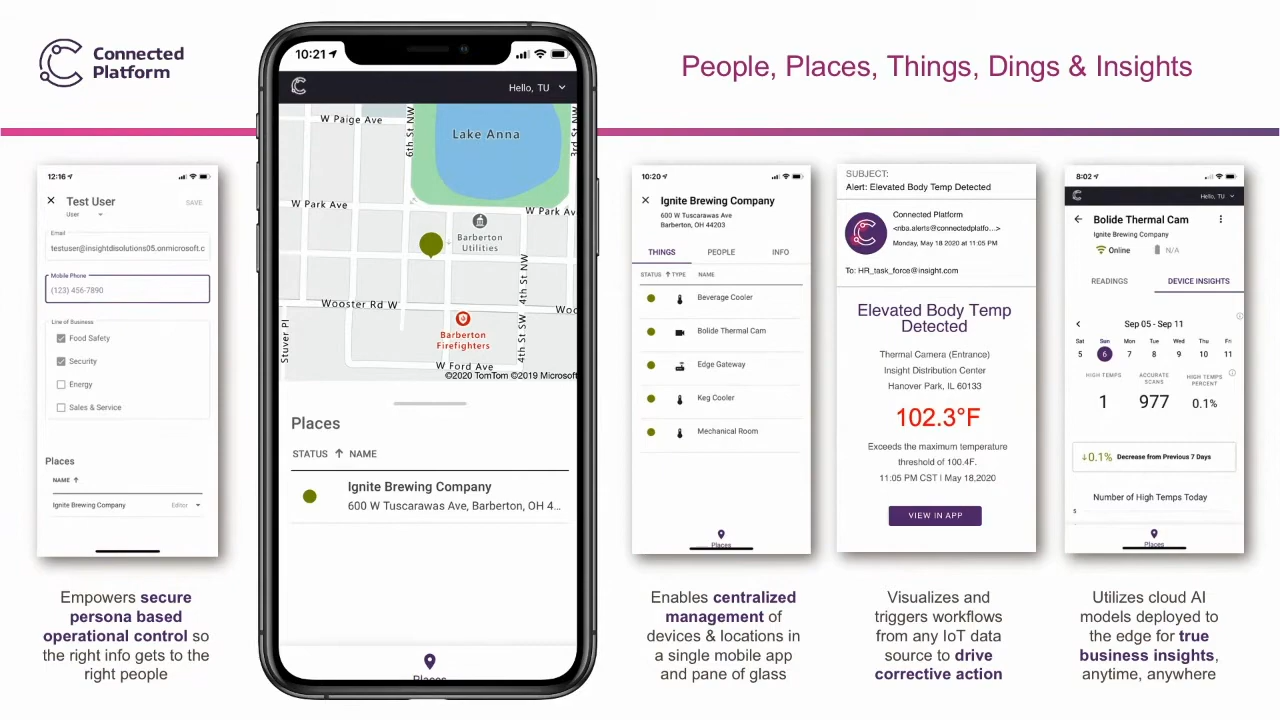 Connected
Platform
People, Places, Things, Dings & Insights
12:16
Test User
SAVE
User
Email
testuser@insightdisolutions05.onmicrosoft.c
Mobile Phone
(123) 456-7890
Line of Business
Food Safety
Security
Energy
Sales & Service
Places
NAME
Ignite Brewing Company
Editor
Empowers secure
persona based
operational control so
the right info gets to the
right people
10:21
Hello, TU
W Paige Ave
6th St NW
3rd St NW
Lake Anna
W Park Ave
W Park Av
Barberton
Utilities
4th St NW
Wooster Rd W
Woo
Stuver Pl
Barberton
Firefighters
4th St SW
W Ford Ave
©2020 TomTom ©2019 Microsoft
Places
STATUS NAME
Ignite Brewing Company
600 W Tuscarawas Ave, Barberton, OH 4...
Places
10:20
Ignite Brewing Company
600 W Tuscarawas Ave
Barberton, OH 44203
THINGS PEOPLE INFO
STATUS TYPE NAME
Beverage Cooler
Bolide Thermal Cam
Edge Gateway
Keg Cooler
Mechanical Room
Places
Enables centralized
management of
devices & locations in
a single mobile app
and pane of glass
SUBJECT:
Alert: Elevated Body Temp Detected
Connected Platform
<nba.alerts@connectedplatfo...>
Monday, May 18 2020 at 11:05 PM
To: HR_task_force@insight.com
Elevated Body Temp
Detected
Thermal Camera (Entrance)
Insight Distribution Center
Hanover Park, IL 60133
102.3°F
Exceeds the maximum temperature
threshold of 100.4F.
11:05 PM CST I May 18,2020
VIEW IN APP
Visualizes and
triggers workflows
from any IoT data
source to drive
corrective action
8:02
Hello, TU
Bolide Thermal Cam
Ignite Brewing Company
Online N/A
READINGS DEVICE INSIGHTS
Sep 05 - Sep 11
Sat Sun Mon Tue Wed Thu Fri
5 6 7 8 9 10 11
HIGH TEMPS ACCURATE SCANS HIGH TEMPS PERCENT
1 977 0.1%
↓0.1% Decrease from Previous 7 Days
Number of High Temps Today
5
Places
Utilizes cloud AI
models deployed to
the edge for true
business insights,
anytime, anywhere